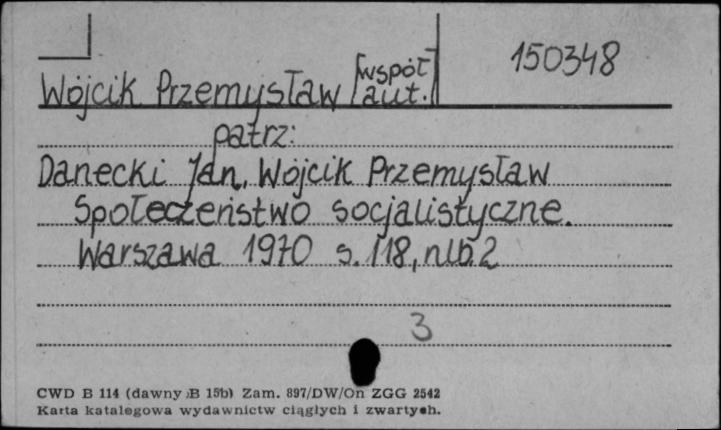 150348
Wójcik Przemysław [współ
aut.]
patrz:
Danecki Jan, Wójcik Przemysław
Społeczeństwo socjalistyczne.
Warszawa 1970 s. 118, nlb 2
3
CWD B 114 (dawny B 15b) Zam. 897/DW/On ZGG 2542
Karta katalogowa wydawnictw ciągłych i zwartych.